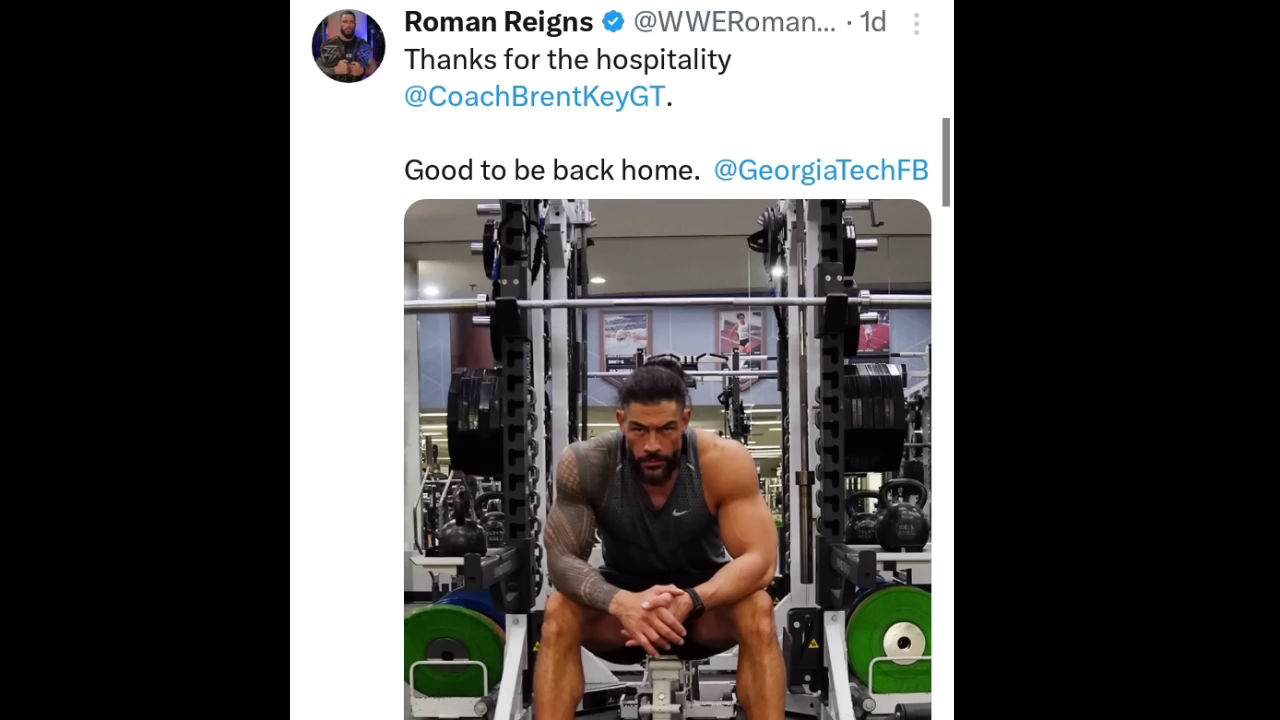 Roman Reigns @WWERoman... · 1d
Thanks for the hospitality
@CoachBrentKeyGT.
Good to be back home. @GeorgiaTechFB